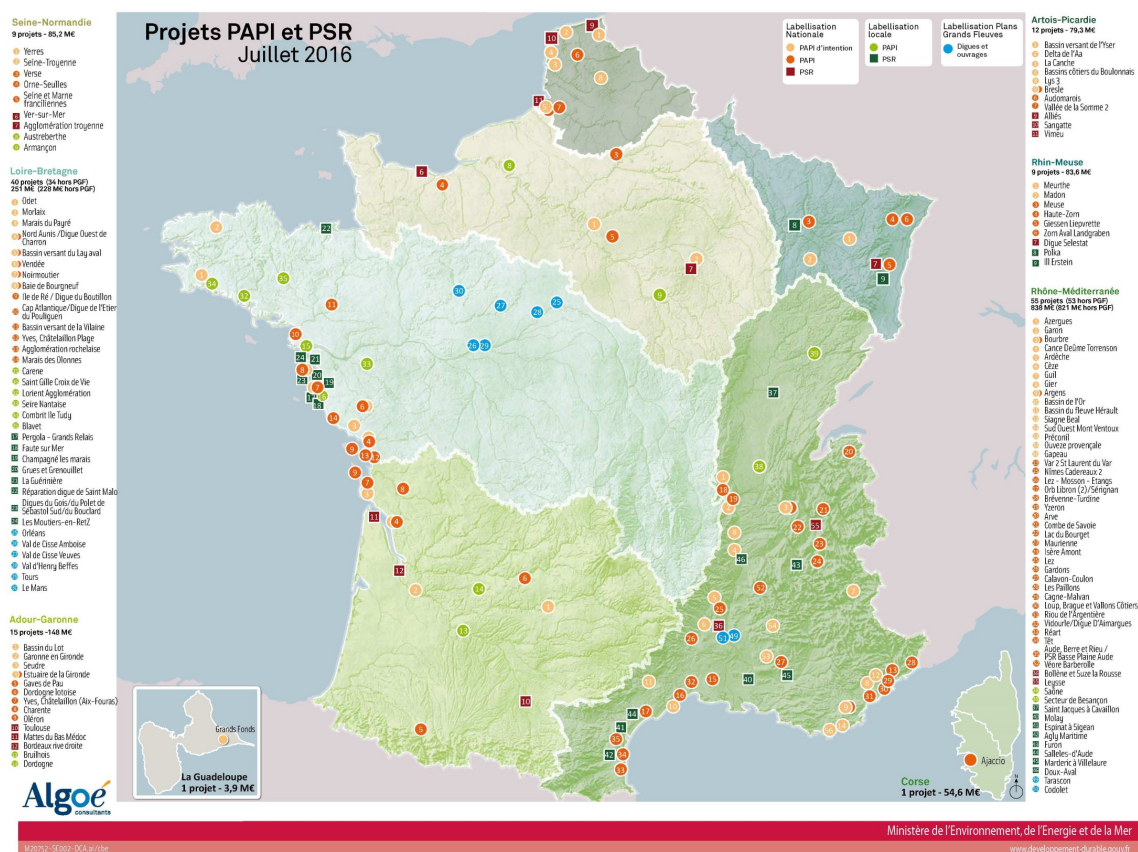 Projets PAPI et PSR
Juillet 2016
Labellisation
Nationale
PAPI d'intention
PAPI
PSR
Labellisation
locale
PAPI
PSR
Labellisation Plans
Grands Fleuves
Digues et
ouvrages
Seine-Normandie
9 projets - 85,2 M€
Yerres
Seine-Troyenne
Verse
Orne-Seulles
Seine et Marne
franciliennes
Ver-sur-Mer
Agglomération troyenne
Austreberthe
Armançon
Loire-Bretagne
40 projets (34 hors PGF)
251 M€ (228 M€ hors PGF)
Odet
Morlaix
Marais du Payré
Nord Aunis /Digue Ouest de
Charron
Bassin versant du Lay aval
Vendée
Noirmoutier
Baie de Bourgneuf
Ile de Ré / Digue du Boutillon
Cap Atlantique/Digue de l'Etier
du Pouliguen
Bassin versant de la Vilaine
Yves, Châtelaillon Plage
Agglomération rochelaise
Marais des Olonnes
Carene
Saint Gille Croix de Vie
Lorient Agglomération
Seire Nantaise
Combrit Ile Tudy
Blavet
Pergola - Grands Relais
Faute sur Mer
Champagné les marais
Grues et Grenouillet
La Guérinière
Réparation digue de Saint Malo
Digues du Gois/du Polet de
Sébastol Sud/du Bouclard
Les Moutiers-en-RetZ
Orléans
Val de Cisse Amboise
Val de Cisse Veuves
Val d'Henry Beffes
Tours
Le Mans
Adour-Garonne
15 projets -148 M€
Bassin du Lot
Garonne en Gironde
Seudre
Estuaire de la Gironde
Gaves de Pau
Dordogne lotoise
Yves, Châtelaillon (Aix-Fouras)
Charente
Oléron
Toulouse
Mattes du Bas Médoc
Bordeaux rive droite
Bruilhois
Dordogne
Artois-Picardie
12 projets - 79,3 M€
Bassin versant de l'Yser
Delta de l'Aa
La Canche
Bassins côtiers du Boulonnais
Lys 3
Bresle
Audomarois
Vallée de la Somme 2
Alliés
Sangatte
Vimeu
Rhin-Meuse
9 projets - 83,6 M€
Meurthe
Madon
Meuse
Haute-Zorn
Giessen Liepvrette
Zorn Aval Landgraben
Digue Selestat
Polka
Ill Erstein
Rhône-Méditerranée
55 projets (53 hors PGF)
838 M€ (821 M€ hors PGF)
Azergues
Garon
Bourbre
Cance Deûme Torrenson
Ardèche
Cèze
Guil
Gier
Argens
Bassin de l'Or
Bassin du fleuve Hérault
Siagne Beal
Sud Ouest Mont Ventoux
Préconil
Ouveze provençale
Gapeau
Var 2 St Laurent du Var
Nîmes Cadereaux 2
Lez - Mosson - Etangs
Orb Libron (2)/Sérignan
Brévenne-Turdine
Yzeron
Arve
Combe de Savoie
Lac du Bourget
Maurienne
Isère Amont
Lez
Gardons
Calavon-Coulon
Les Paillons
Cagne-Malvan
Loup, Brague et Vallons Côtiers
Riou de l'Argentière
Vidourle/Digue D'Aimargues
Réart
Têt
Aude, Berre et Rieu /
PSR Basse Plaine Aude
Véore Barberolle
Bollène et Suze la Rousse
Leysse
Saône
Secteur de Besançon
Saint Jacques à Cavaillon
Molay
Espinat à Sigean
Agly Maritime
Furon
Salleles-d'Aude
Marderic à Villelaure
Doux-Aval
Tarascon
Codolet
Grands Fonds
La Guadeloupe
1 projet - 3,9 M€
Corse
1 projet - 54,6 M€
Ajaccio
N
Algoé
consultants
Ministère de l'Environnement, de l'Energie et de la Mer
M20752-SE002-DCA.ai/cbe
www.developpement-durable.gouv.fr